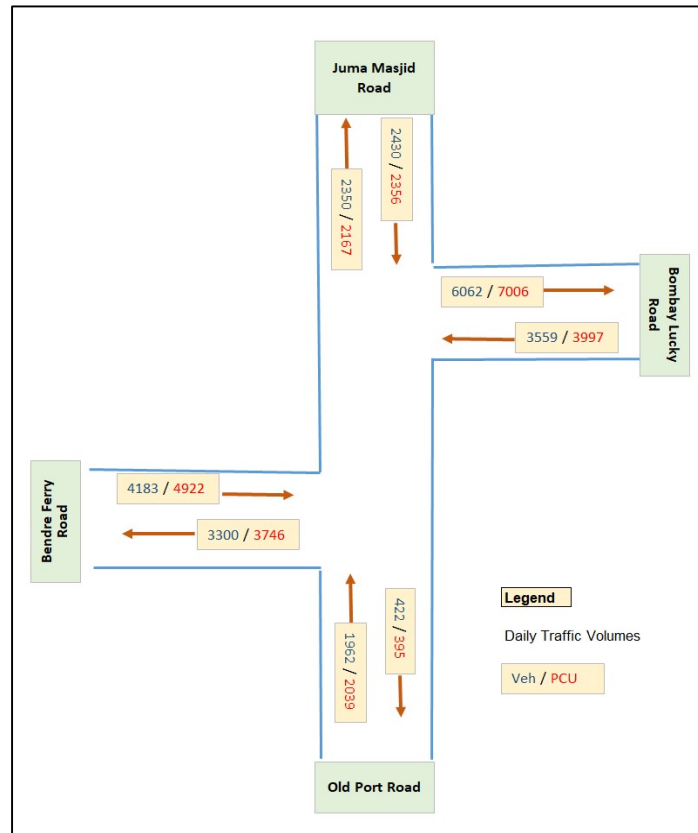 Juma Masjid
Road
2350 / 2167
2430 / 2356
6062 / 7006
3559 / 3997
Bombay Lucky
Road
Bendre Ferry
Road
4183 / 4922
3300 / 3746
1962 / 2039
422 / 395
Legend
Daily Traffic Volumes
Veh / PCU
Old Port Road